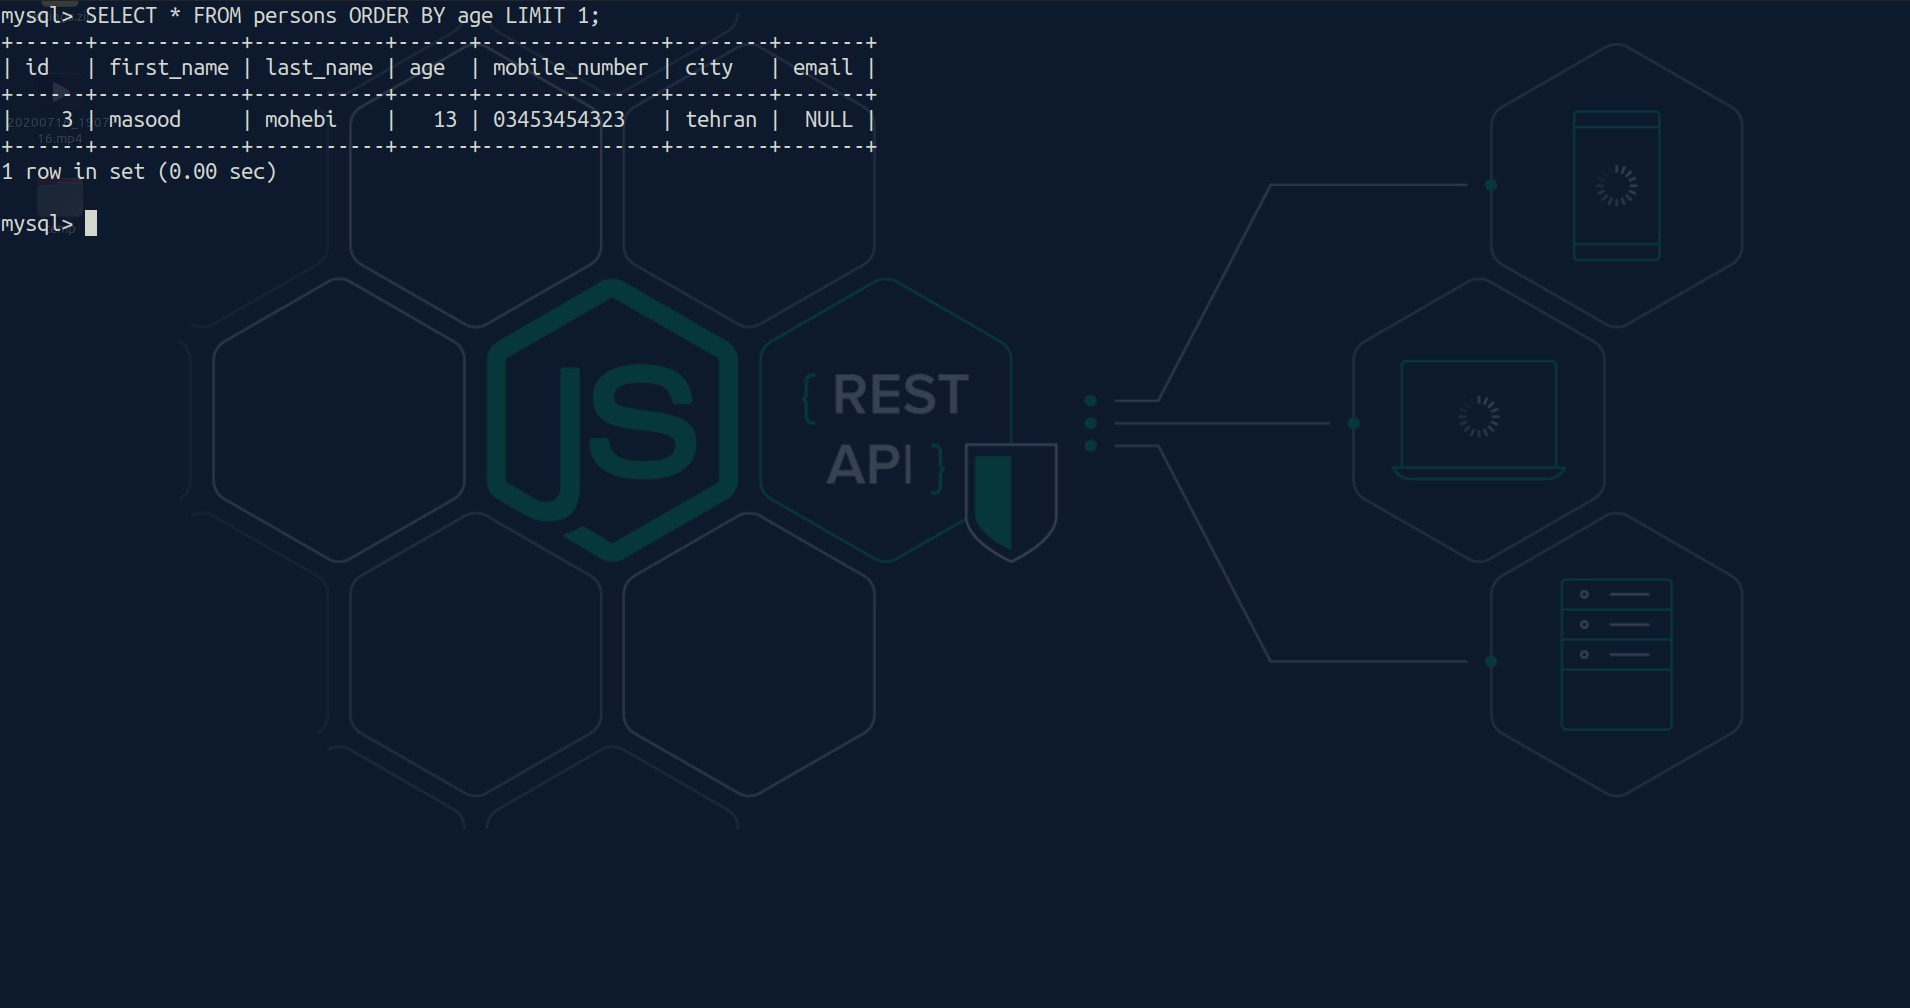 mysql> SELECT * FROM persons ORDER BY age LIMIT 1;
+------+------------+-----------+------+---------------+--------+-------+
| id   | first_name | last_name | age  | mobile_number | city   | email |
+------+------------+-----------+------+---------------+--------+-------+
|    3 | masood     | mohebi    |   13 | 03453454323   | tehran |  NULL |
+------+------------+-----------+------+---------------+--------+-------+
1 row in set (0.00 sec)
mysql>
JS
{ REST
API }